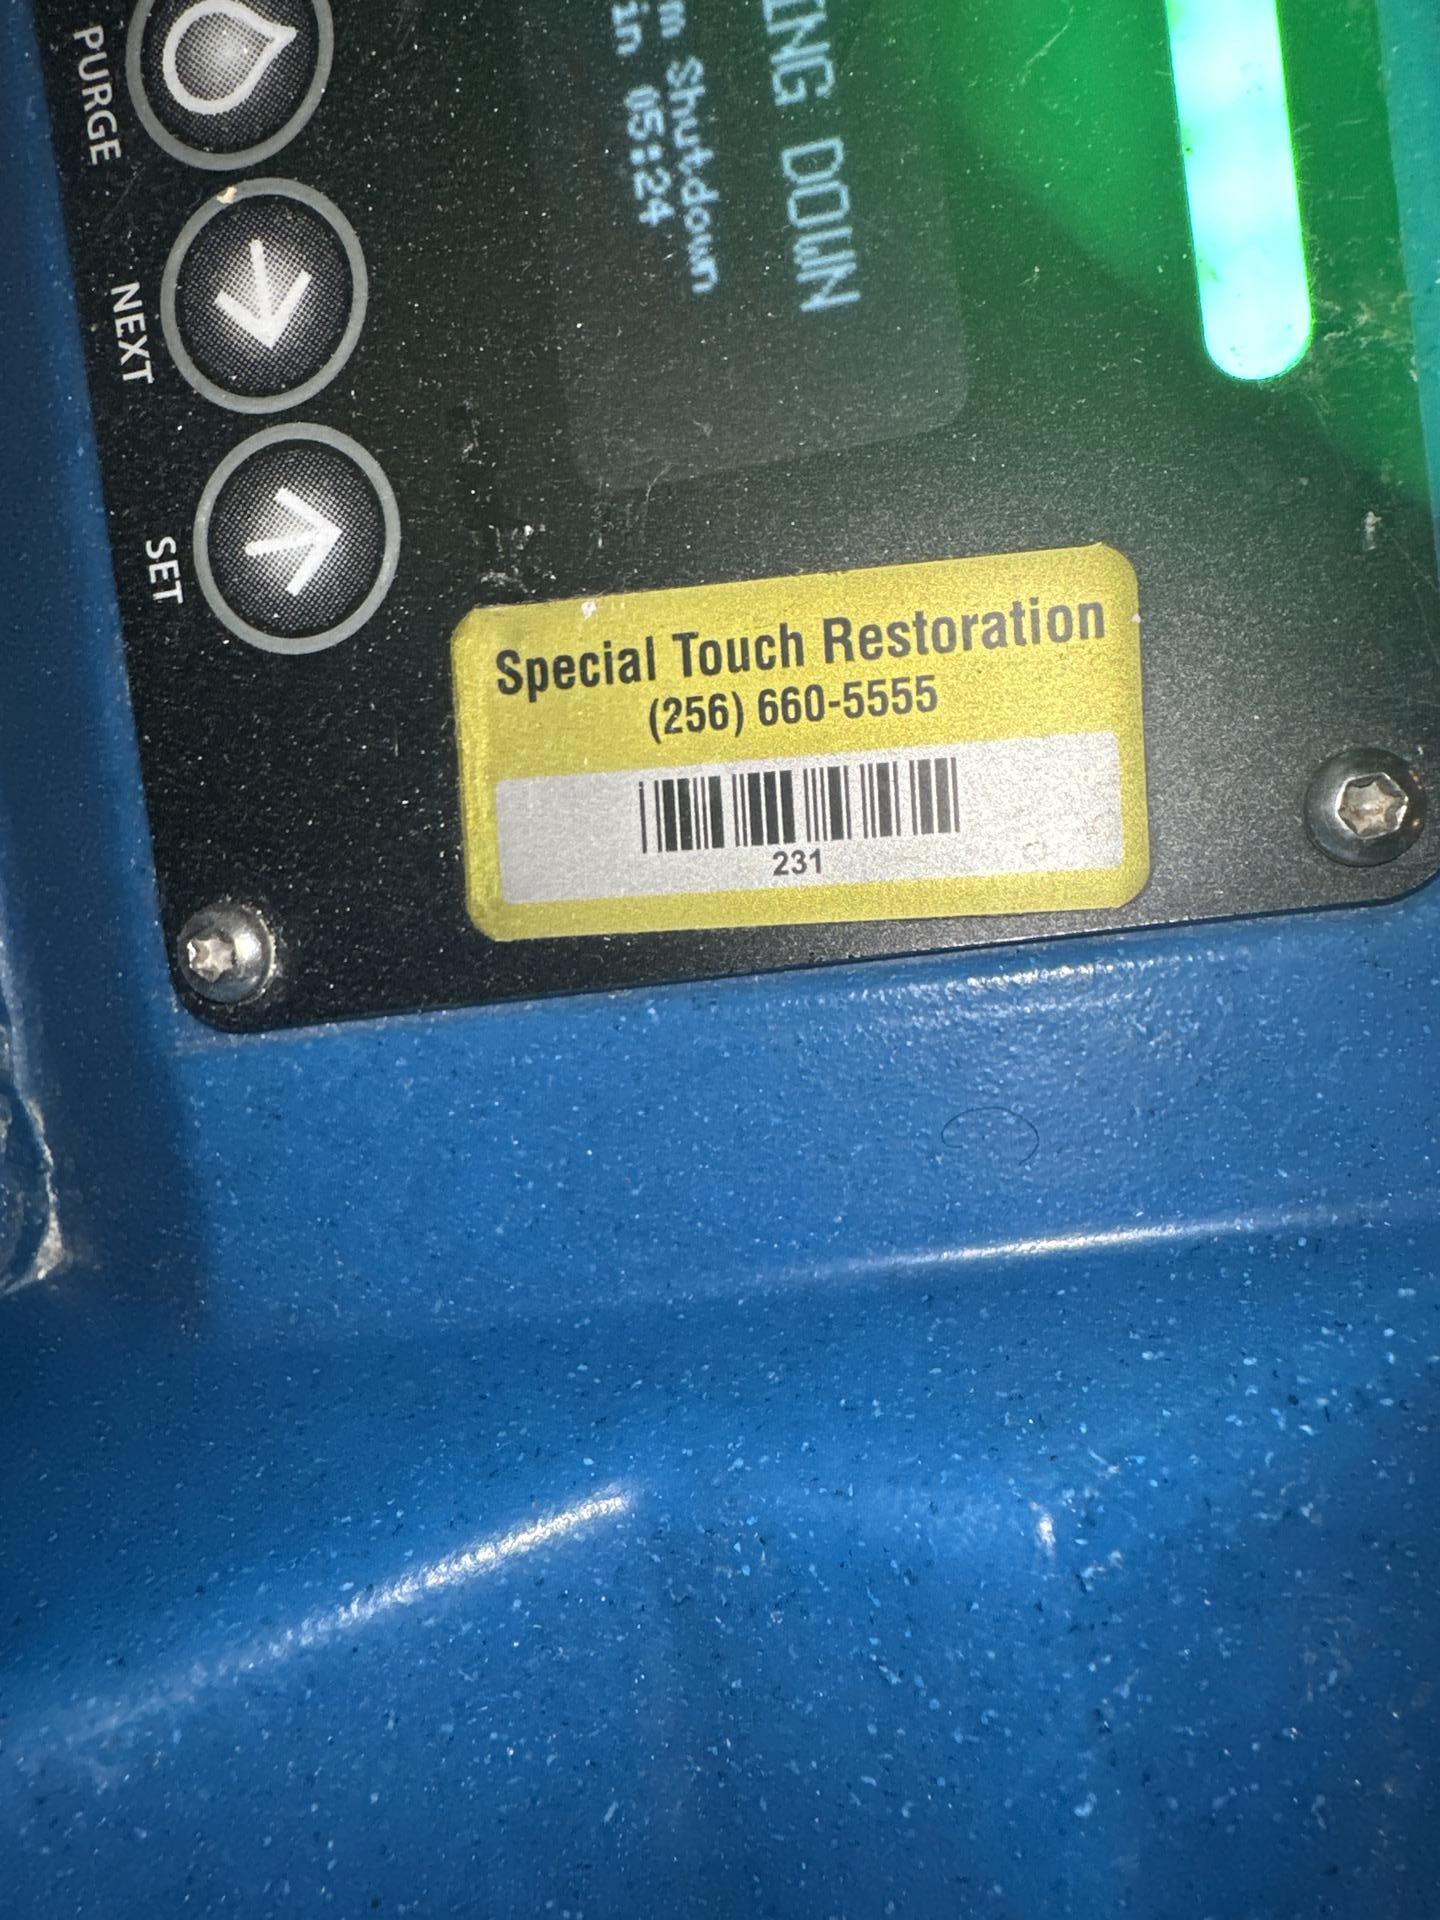 PURGE
NEXT
SET
ING DOWN
m Shutdown
in 05:24
Special Touch Restoration
(256) 660-5555
231